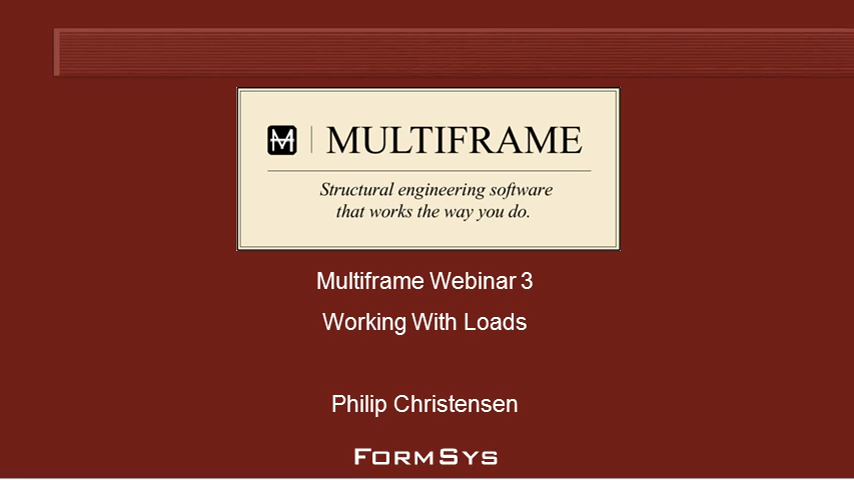 MULTIFRAME
Structural engineering software
that works the way you do.
Multiframe Webinar 3
Working With Loads
Philip Christensen
FORMSYS